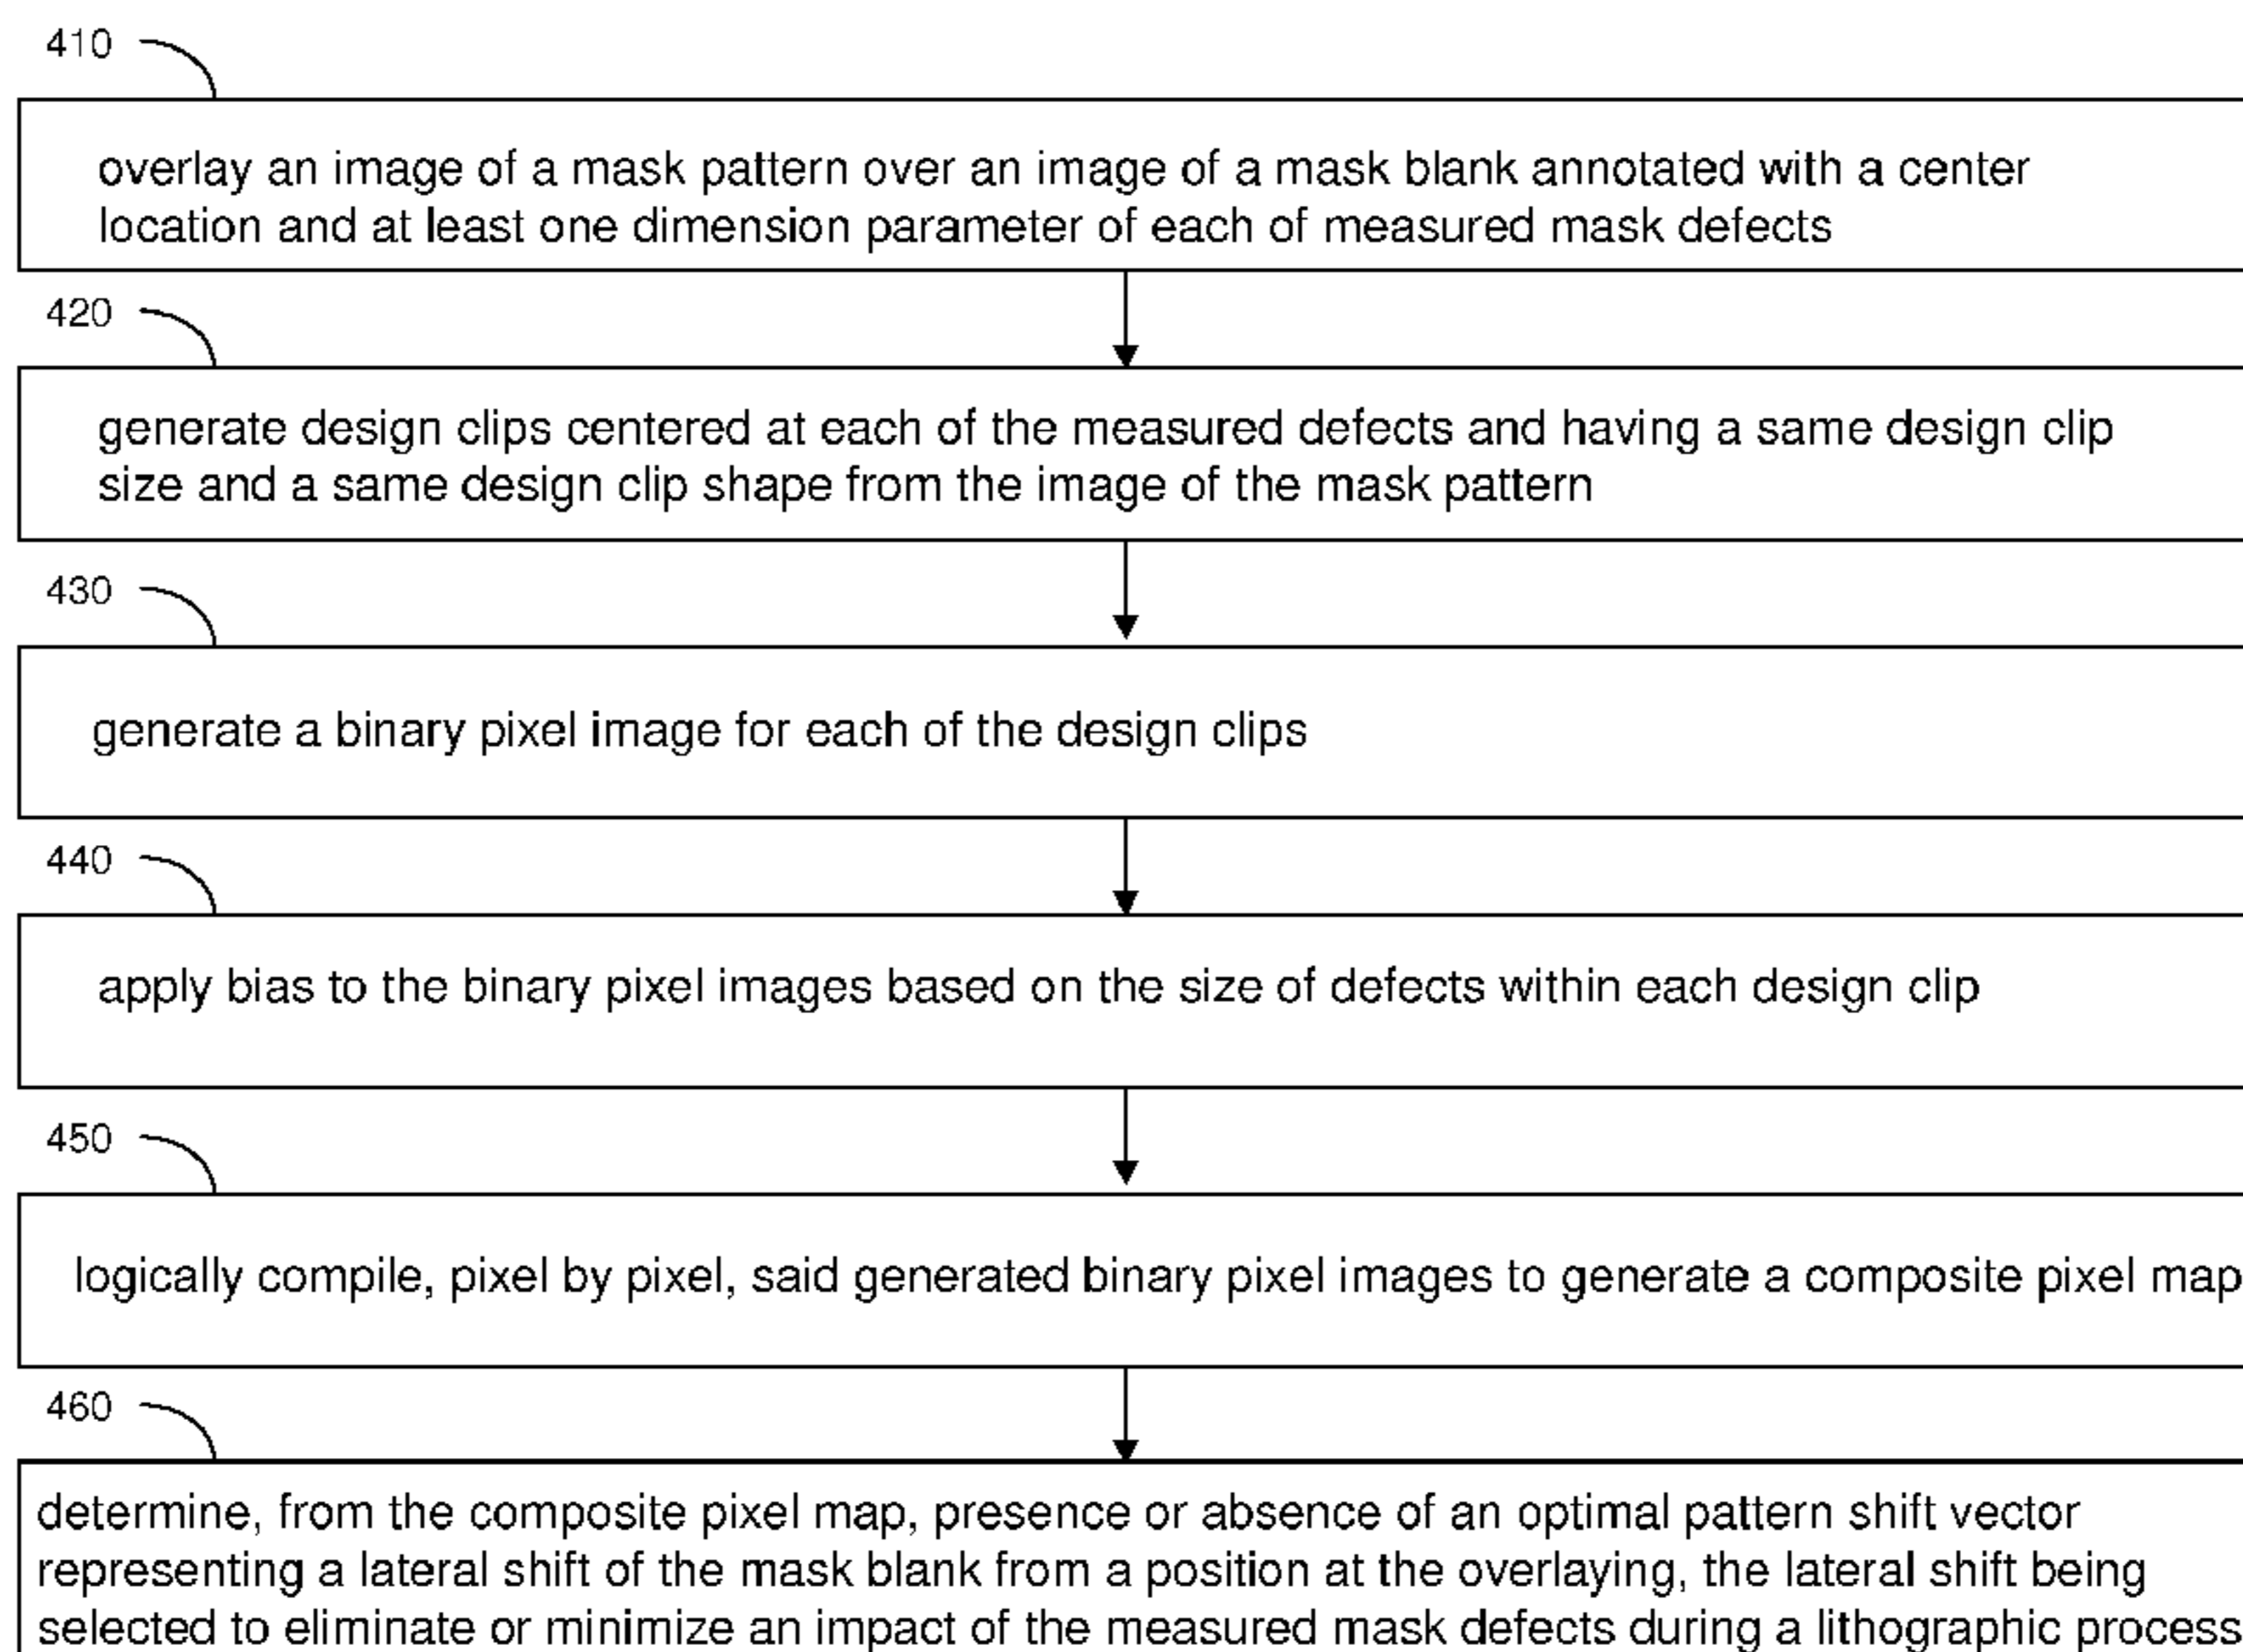 410
overlay an image of a mask pattern over an image of a mask blank annotated with a center
location and at least one dimension parameter of each of measured mask defects
420
generate design clips centered at each of the measured defects and having a same design clip
size and a same design clip shape from the image of the mask pattern
430
generate a binary pixel image for each of the design clips
440
apply bias to the binary pixel images based on the size of defects within each design clip
450
logically compile, pixel by pixel, said generated binary pixel images to generate a composite pixel map
460
determine, from the composite pixel map, presence or absence of an optimal pattern shift vector
representing a lateral shift of the mask blank from a position at the overlaying, the lateral shift being
selected to eliminate or minimize an impact of the measured mask defects during a lithographic process